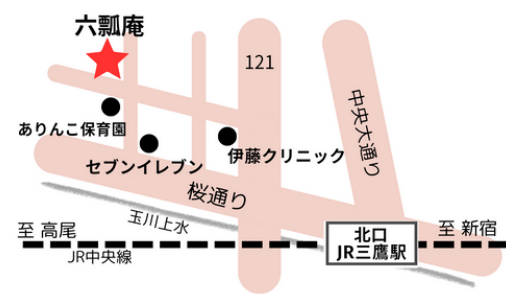 六瓢庵
121
中央大通り
ありんこ保育園
セブンイレブン
伊藤クリニック
桜通り
玉川上水
至 高尾
北口
JR三鷹駅
至 新宿
JR中央線